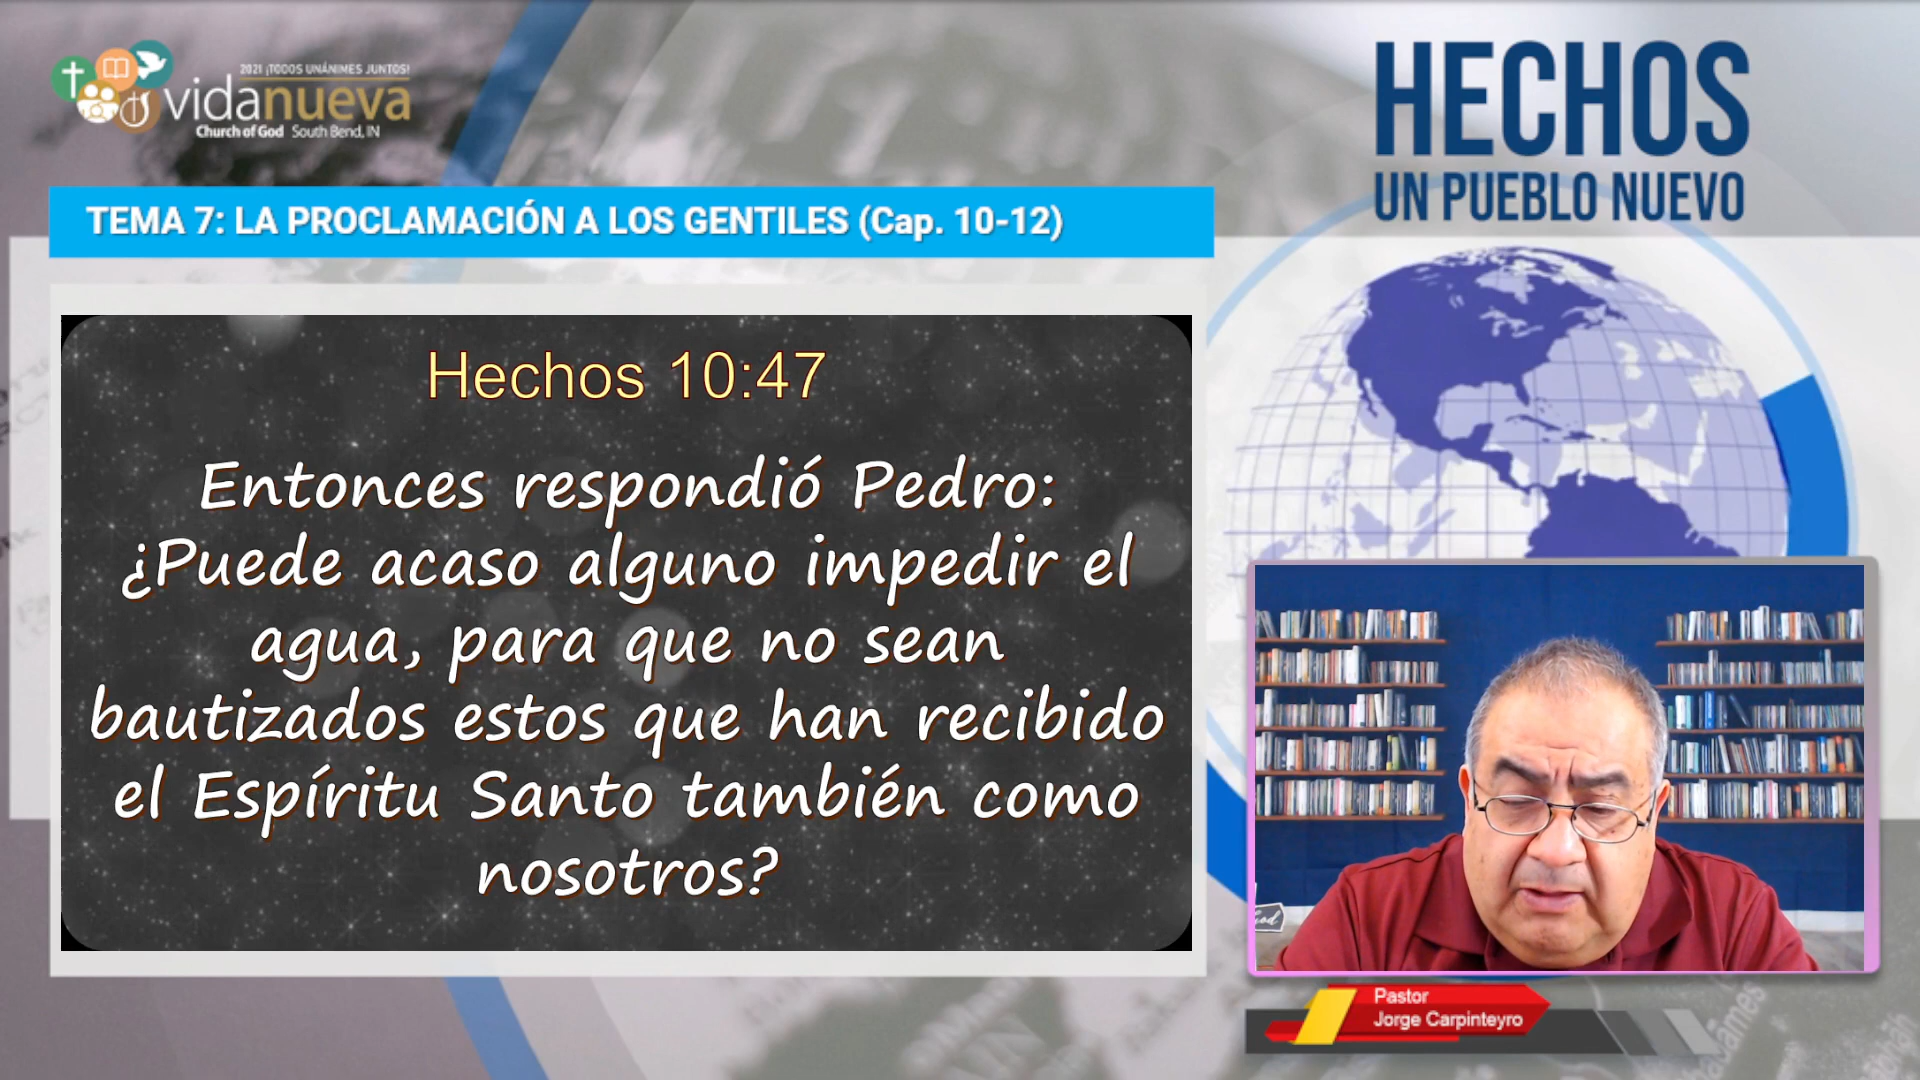 2021 ¡TODOS UNÁNIMES JUNTOS!
vidanueva
Church of God South Bend, IN
HECHOS
UN PUEBLO NUEVO
TEMA 7: LA PROCLAMACIÓN A LOS GENTILES (Cap. 10-12)
Hechos 10:47
Entonces respondió Pedro:
¿Puede acaso alguno impedir el
agua, para que no sean
bautizados estos que han recibido
el Espíritu Santo también como
nosotros?
Pastor
Jorge Carpinteyro